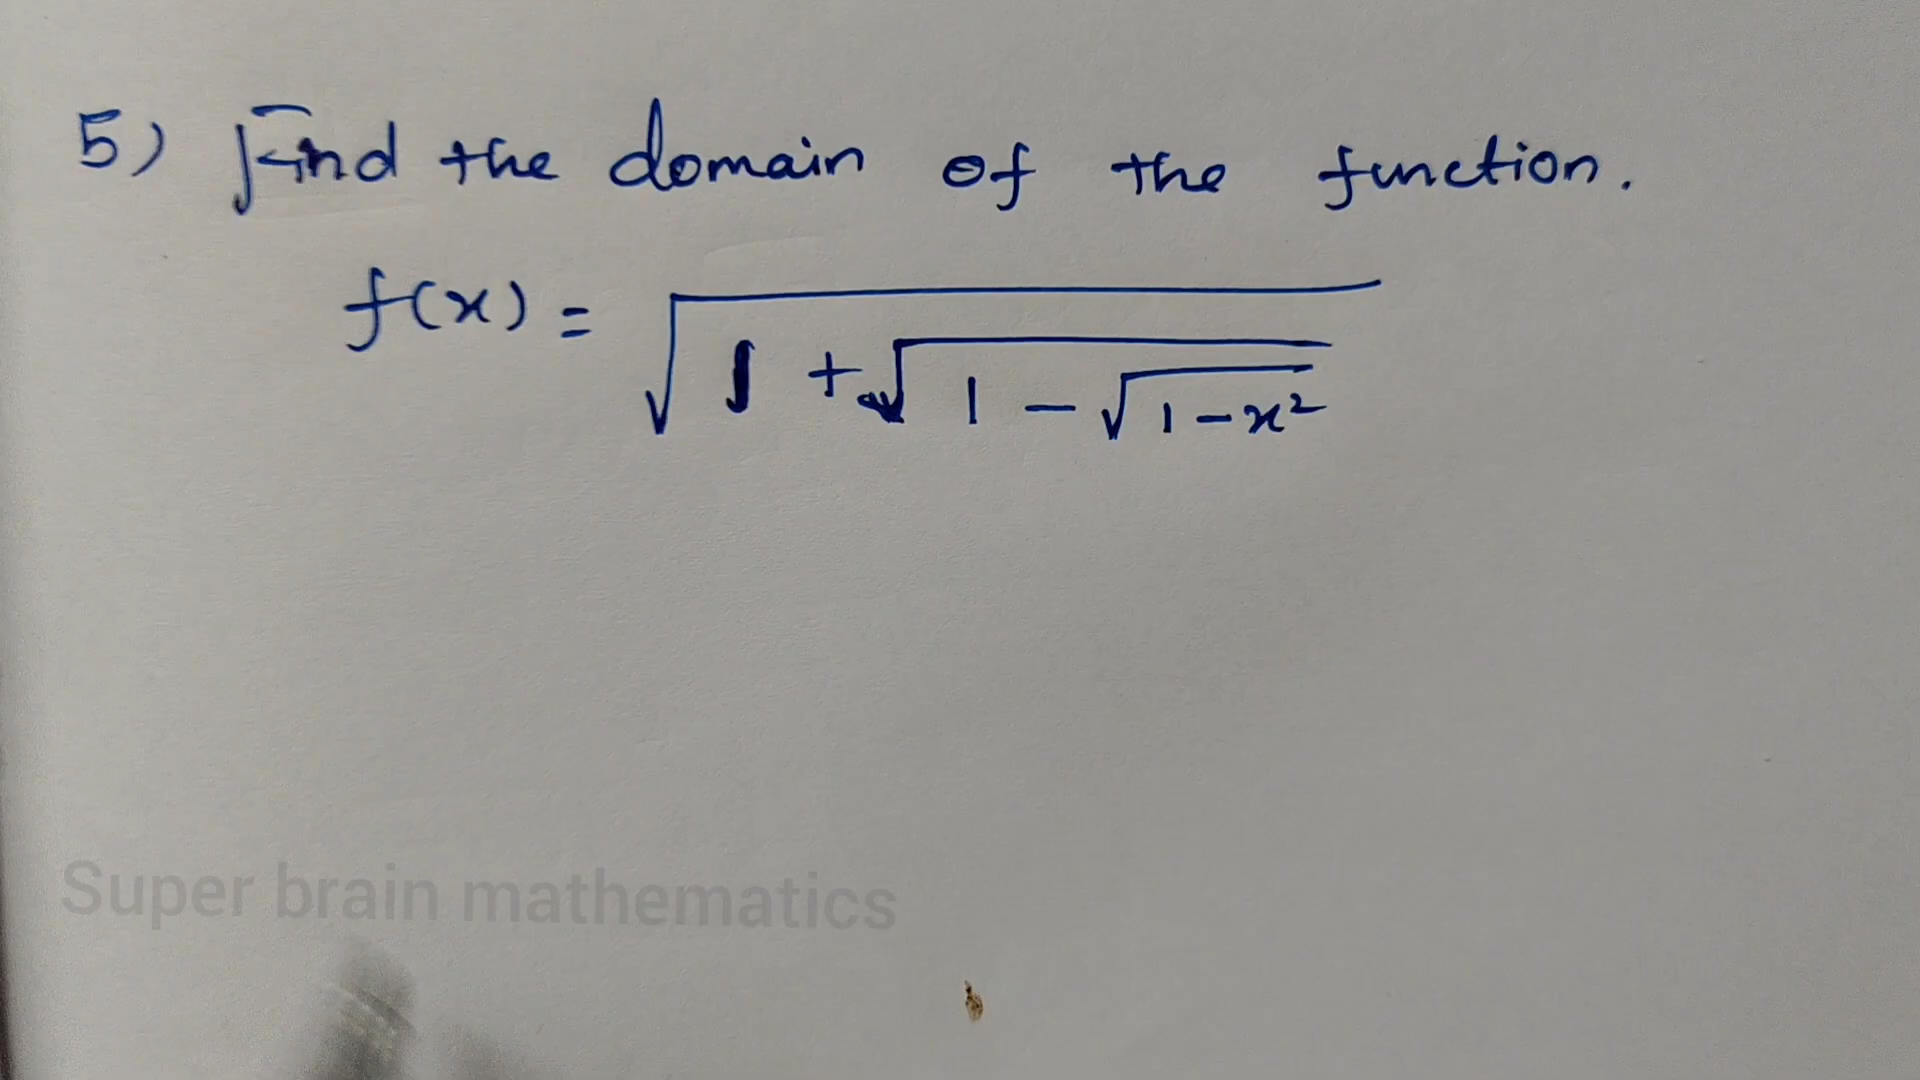 5) Find the domain of the function.
f(x) = √(1 + √(1 - √(1 - x²)))
Super brain mathematics